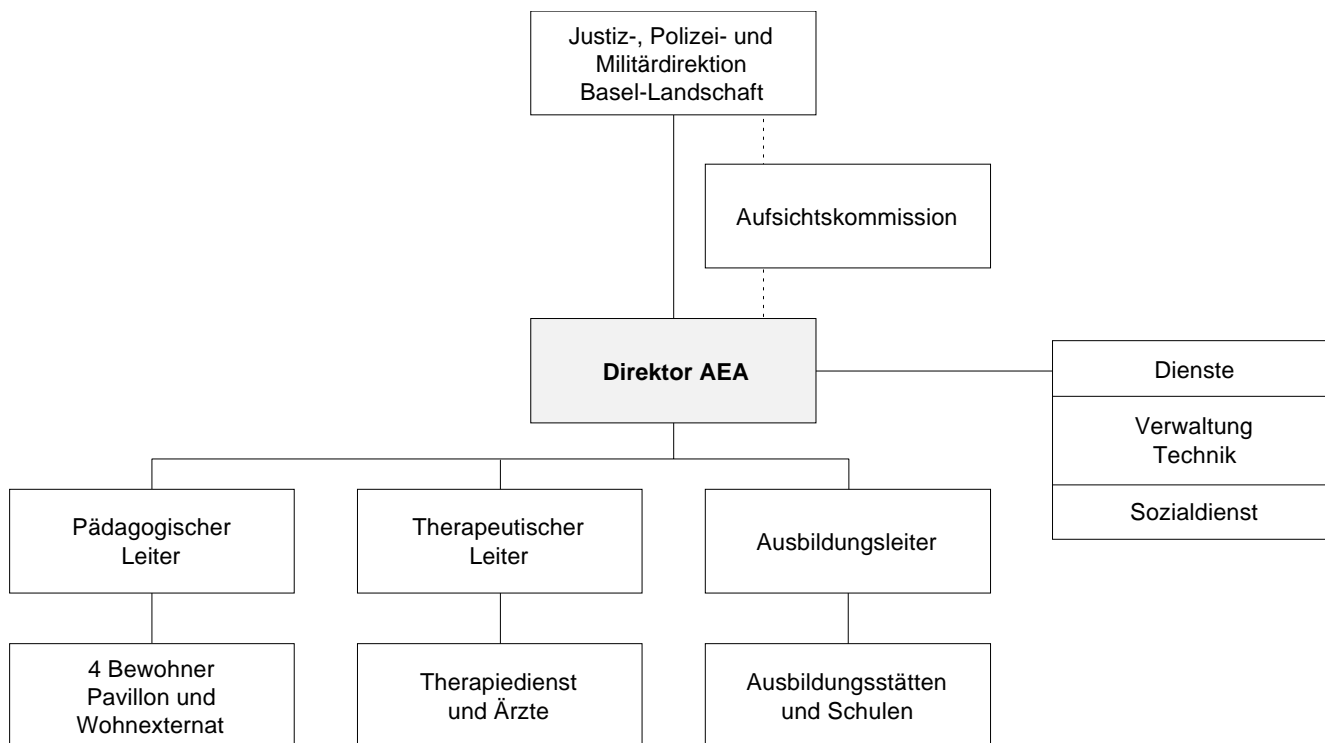 Justiz-, Polizei- und
Militärdirektion
Basel-Landschaft
Aufsichtskommission
Direktor AEA
Dienste
Verwaltung
Technik
Sozialdienst
Pädagogischer
Leiter
Therapeutischer
Leiter
Ausbildungsleiter
4 Bewohner
Pavillon und
Wohnexternat
Therapiedienst
und Ärzte
Ausbildungsstätten
und Schulen